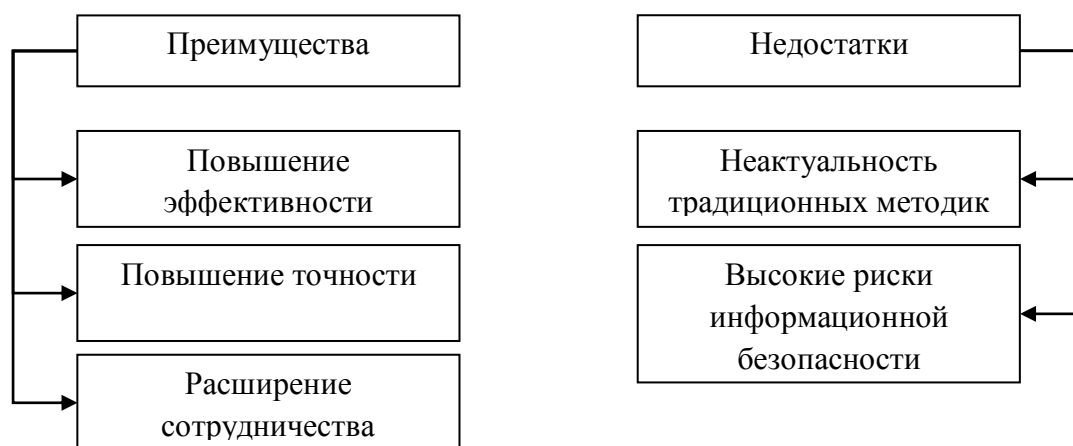 Преимущества
Повышение
эффективности
Повышение точности
Расширение
сотрудничества
Недостатки
Неактуальность
традиционных методик
Высокие риски
информационной
безопасности